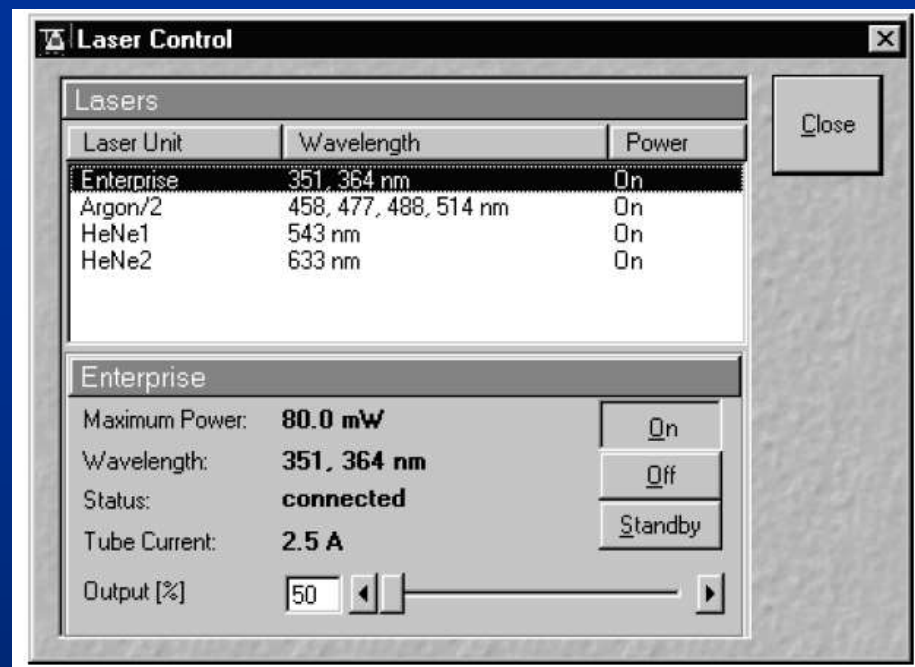 Laser Control
Lasers
Close
Laser Unit Wavelength Power
Enterprise 351, 364 nm On
Argon/2 458, 477, 488, 514 nm On
HeNe1 543 nm On
HeNe2 633 nm On
Enterprise
Maximum Power: 80.0 mW On
Wavelength: 351, 364 nm
Off
Status: connected
Standby
Tube Current: 2.5 A
Output [%] 50